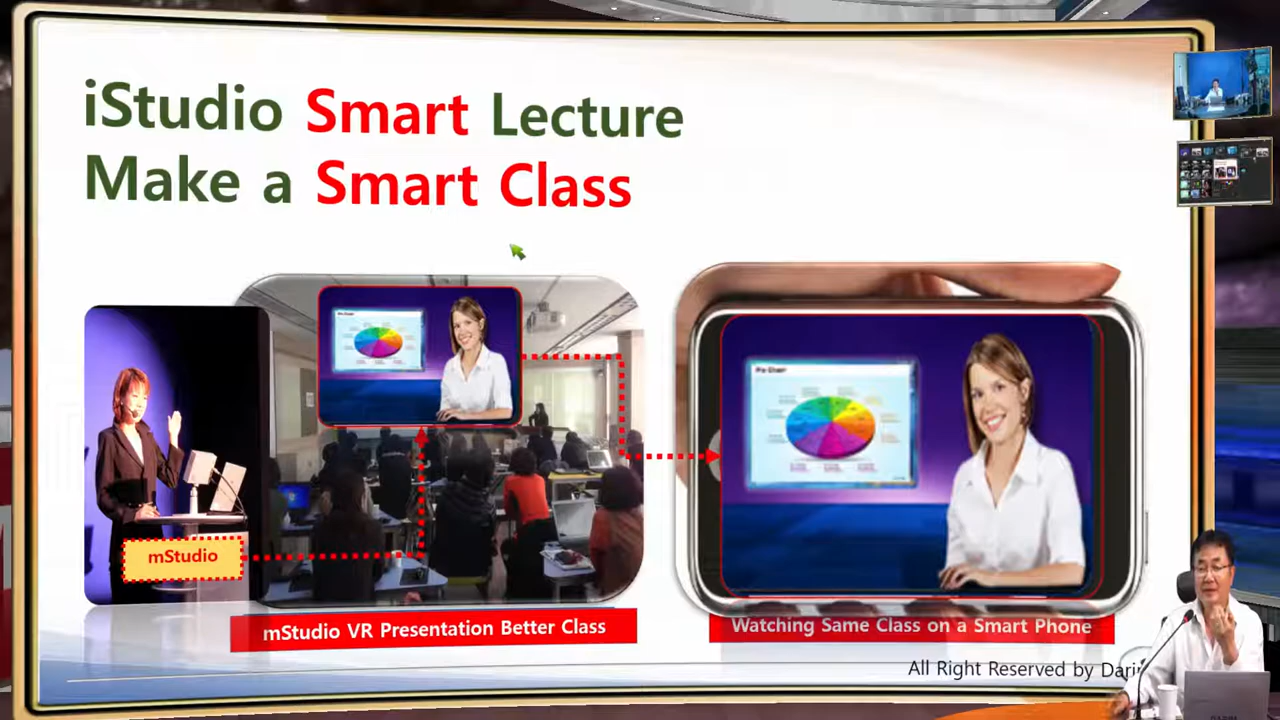 iStudio Smart Lecture
Make a Smart Class
mStudio
mStudio VR Presentation Better Class
Watching Same Class on a Smart Phone
All Right Reserved by